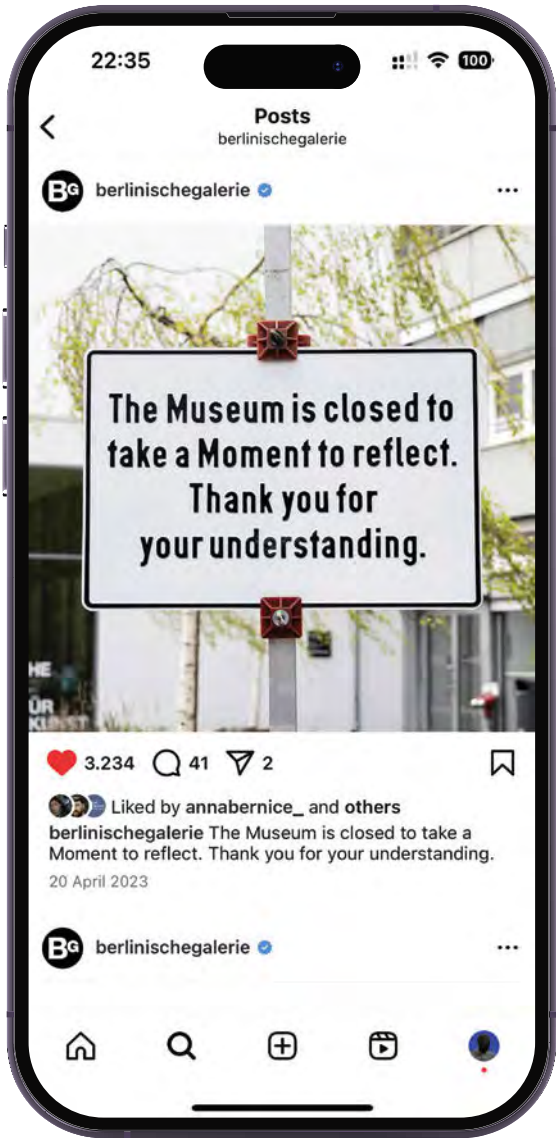 22:35
100
Posts
berlinischegalerie
BG berlinischegalerie
The Museum is closed to
take a Moment to reflect.
Thank you for
your understanding.
HE
ÜR
KUNST
3.234 41 2
Liked by annabernice_ and others
berlinischegalerie The Museum is closed to take a
Moment to reflect. Thank you for your understanding.
20 April 2023
BG berlinischegalerie